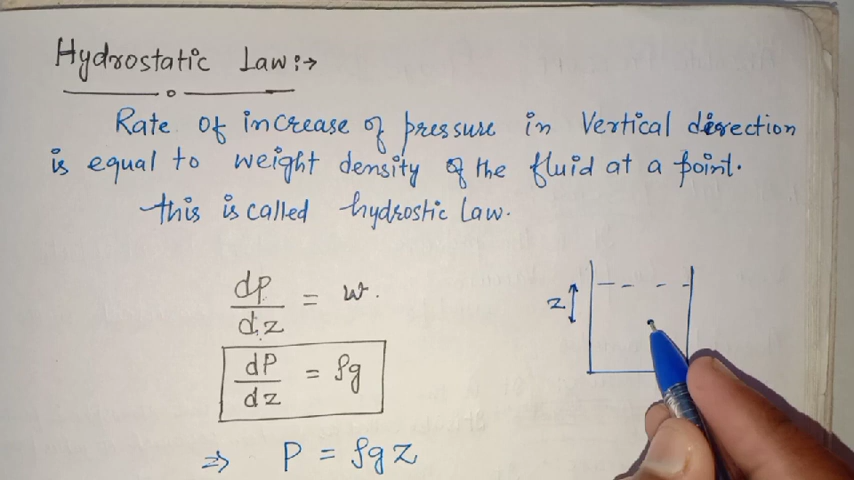 Hydrostatic Law:→
Rate of increase of pressure in Vertical direction
is equal to weight density of the fluid at a point.
this is called hydrostic Law.
dP/dz = w.
dP/dz = ρg
⇒ P = ρgz
z